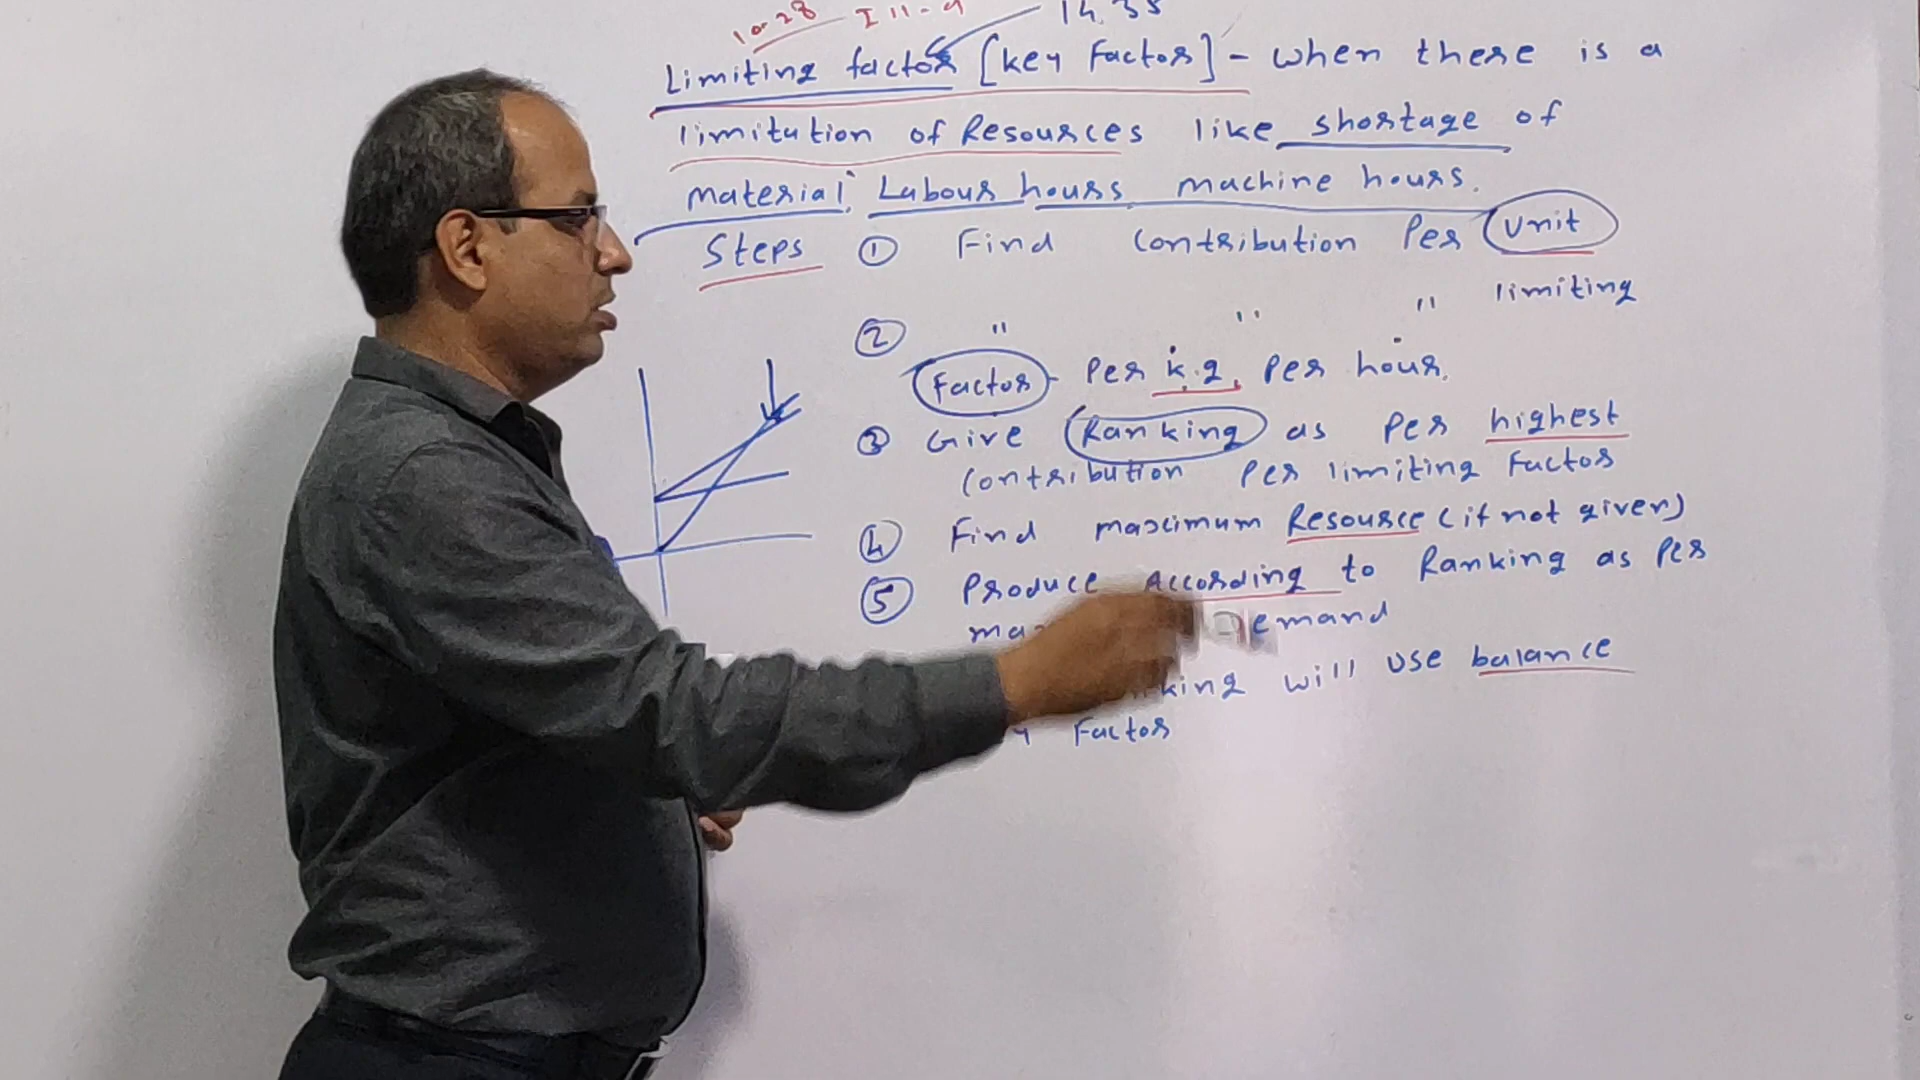 10-28 I 11-9 14.35
Limiting factor [key Factor] - when there is a
limitation of Resources like shortage of
material, Labour hours, machine hours.
Steps ① Find Contribution Per Unit
② " " " limiting
Factor - Per k.g, Per hour.
③ Give Ranking as Per highest
Contribution Per limiting Factor
④ Find maximum Resource (if not given)
⑤ Produce According to Ranking as Per
Demand
will use balance
Factor